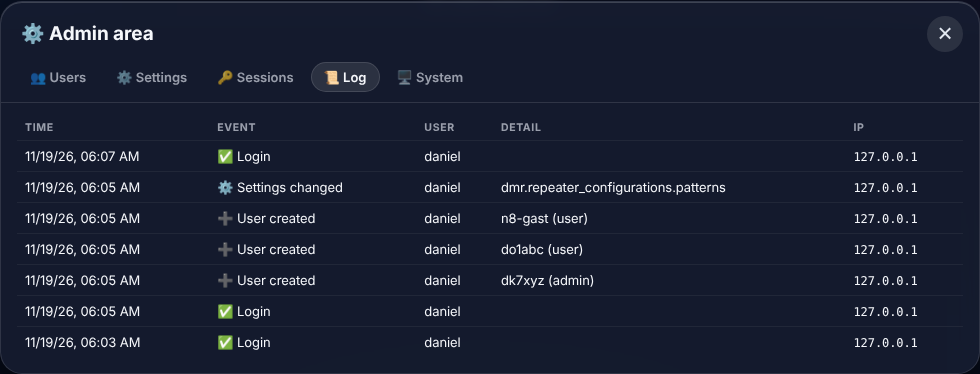 ⚙️ Admin area
✕
👥 Users ⚙️ Settings 🔑 Sessions 📜 Log 🖥️ System
TIME EVENT USER DETAIL IP
11/19/26, 06:07 AM ✅ Login daniel 127.0.0.1
11/19/26, 06:05 AM ⚙️ Settings changed daniel dmr.repeater_configurations.patterns 127.0.0.1
11/19/26, 06:05 AM ➕ User created daniel n8-gast (user) 127.0.0.1
11/19/26, 06:05 AM ➕ User created daniel do1abc (user) 127.0.0.1
11/19/26, 06:05 AM ➕ User created daniel dk7xyz (admin) 127.0.0.1
11/19/26, 06:05 AM ✅ Login daniel 127.0.0.1
11/19/26, 06:03 AM ✅ Login daniel 127.0.0.1